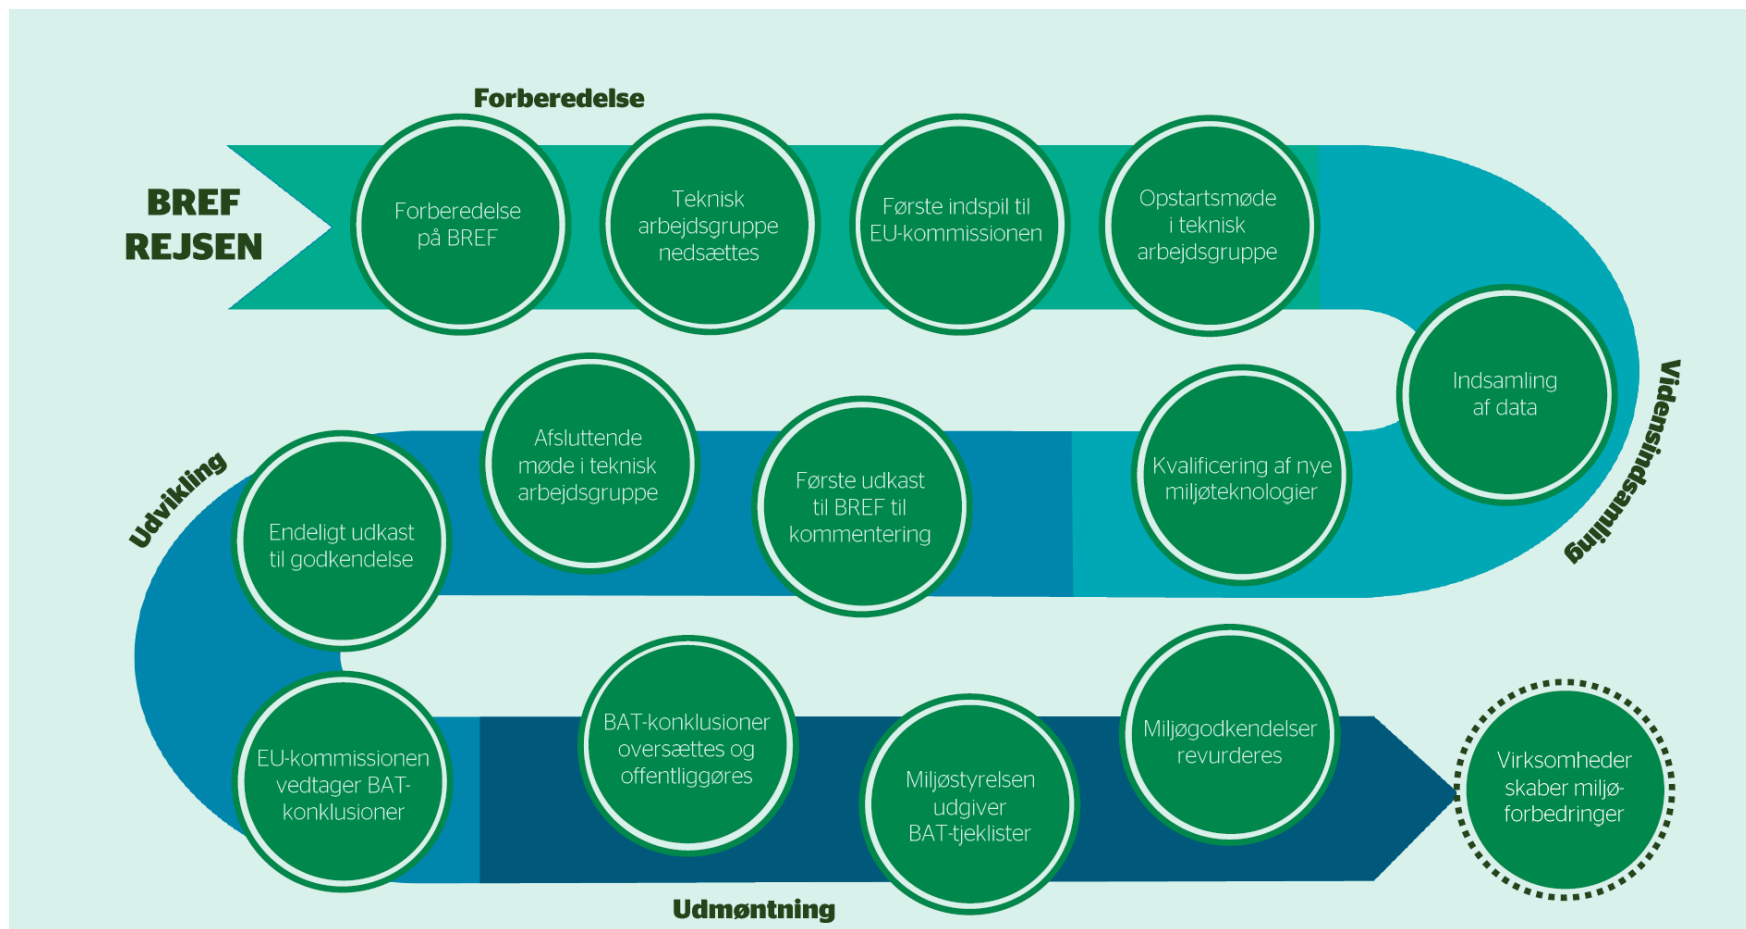 BREF
REJSEN
Forberedelse
Forberedelse
på BREF
Teknisk
arbejdsgruppe
nedsættes
Første indspil til
EU-kommissionen
Opstartsmøde
i teknisk
arbejdsgruppe
Vidensindsamling
Indsamling
af data
Kvalificering af nye
miljøteknologier
Første udkast
til BREF til
kommentering
Afsluttende
møde i teknisk
arbejdsgruppe
Udvikling
Endeligt udkast
til godkendelse
EU-kommissionen
vedtager BAT-
konklusioner
BAT-konklusioner
oversættes og
offentliggøres
Miljøstyrelsen
udgiver
BAT-tjeklister
Miljøgodkendelser
revurderes
Virksomheder
skaber miljø-
forbedringer
Udmøntning